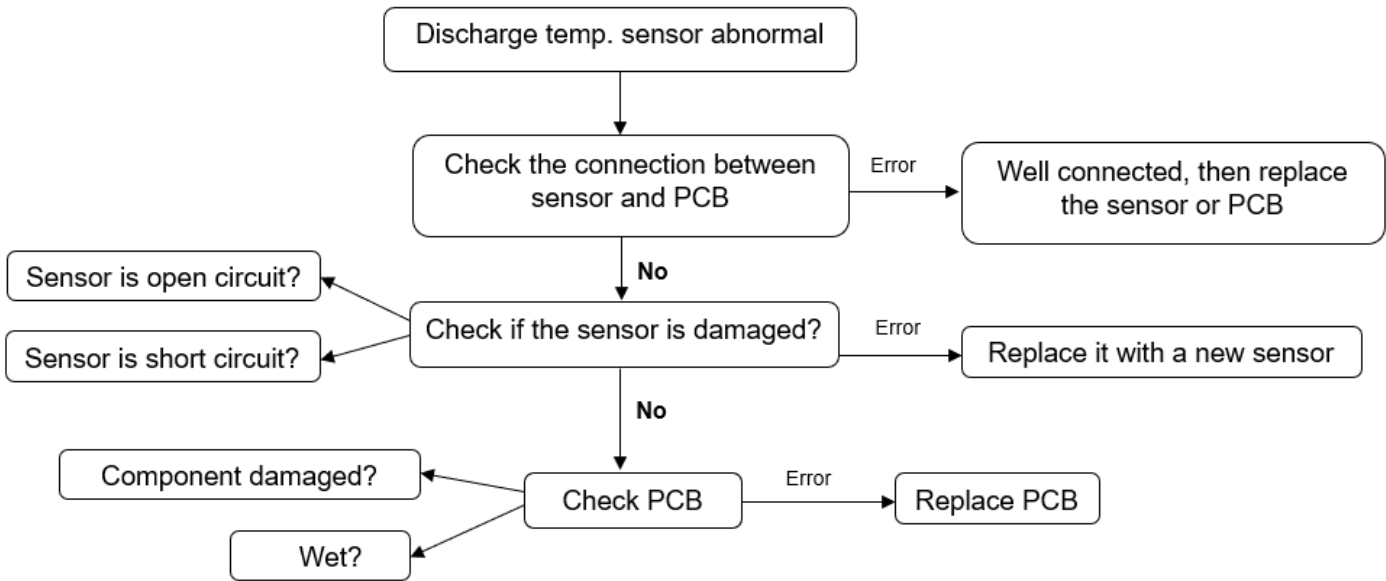 Discharge temp. sensor abnormal
Check the connection between
sensor and PCB
Error
Well connected, then replace
the sensor or PCB
No
Sensor is open circuit?
Sensor is short circuit?
Check if the sensor is damaged?
Error
Replace it with a new sensor
No
Component damaged?
Wet?
Check PCB
Error
Replace PCB